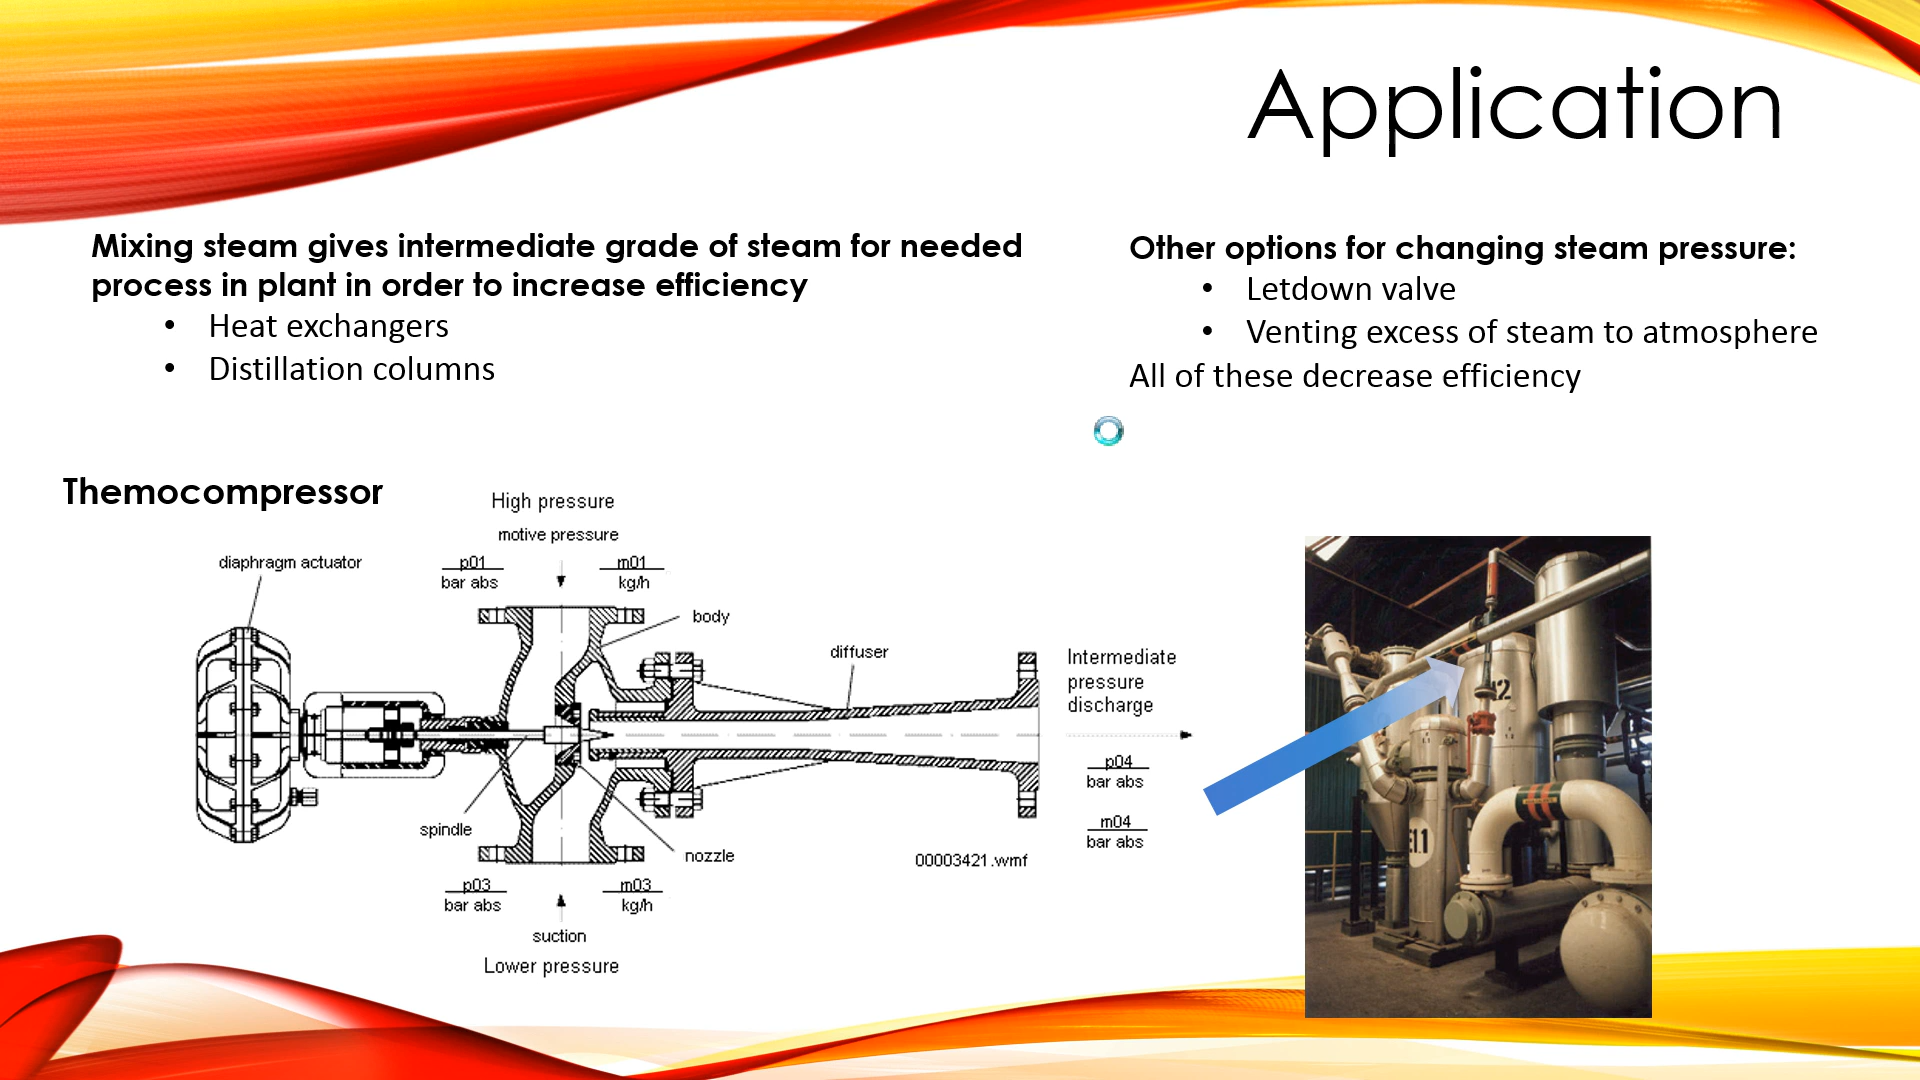 Application
Mixing steam gives intermediate grade of steam for needed
process in plant in order to increase efficiency
• Heat exchangers
• Distillation columns
Other options for changing steam pressure:
• Letdown valve
• Venting excess of steam to atmosphere
All of these decrease efficiency
Themocompressor
High pressure
motive pressure
diaphragm actuator
p01
bar abs
m01
kg/h
body
diffuser
Intermediate
pressure
discharge
p04
bar abs
m04
bar abs
spindle
nozzle
00003421.wmf
p03
bar abs
m03
kg/h
suction
Lower pressure
E1.1